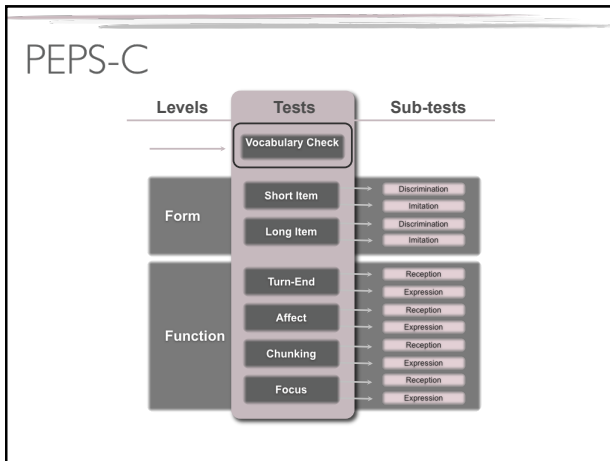 PEPS-C
Levels Tests Sub-tests
Vocabulary Check
Form
Short Item
Discrimination
Imitation
Long Item
Discrimination
Imitation
Function
Turn-End
Reception
Expression
Affect
Reception
Expression
Chunking
Reception
Expression
Focus
Reception
Expression